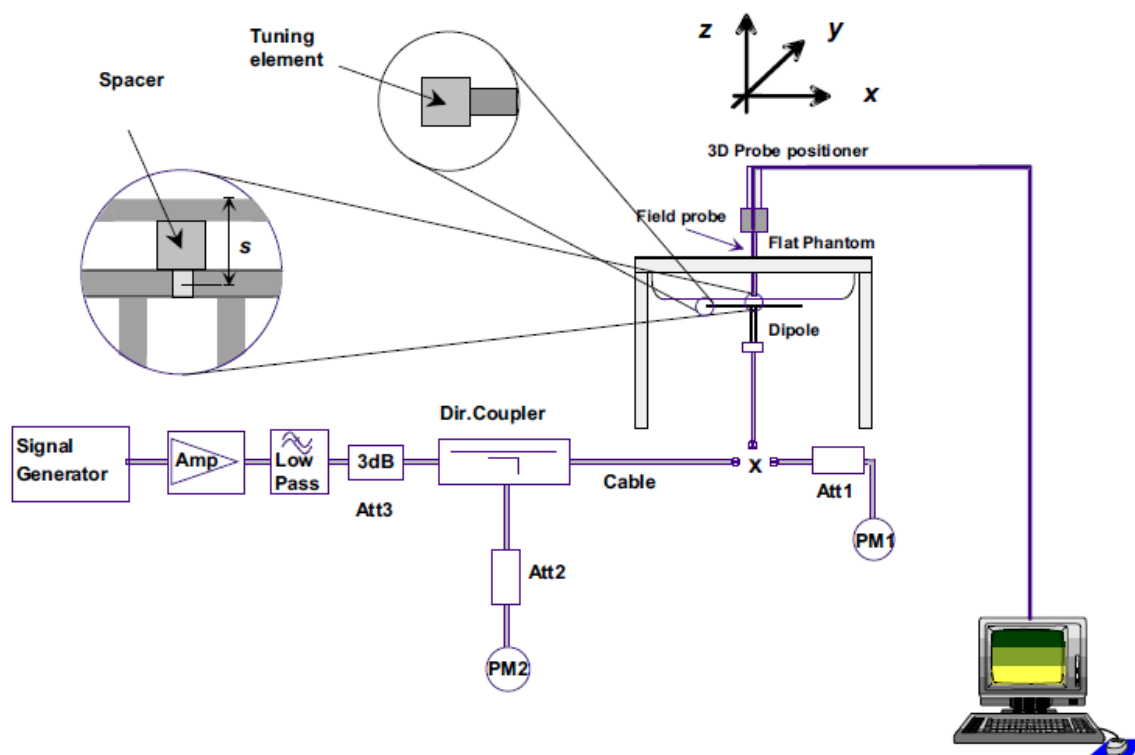 Tuning
element
z
y
x
Spacer
3D Probe positioner
Field probe
Flat Phantom
s
Dipole
Dir.Coupler
Signal
Generator
Amp
Low
Pass
3dB
Att3
Cable
X
Att1
PM1
Att2
PM2